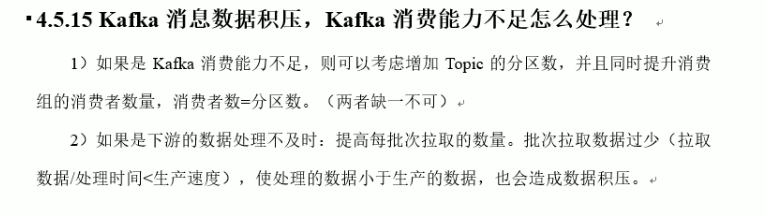 4.5.15 Kafka 消息数据积压，Kafka 消费能力不足怎么处理？
1）如果是 Kafka 消费能力不足，则可以考虑增加 Topic 的分区数，并且同时提升消费
组的消费者数量，消费者数=分区数。（两者缺一不可）
2）如果是下游的数据处理不及时：提高每批次拉取的数量。批次拉取数据过少（拉取
数据/处理时间<生产速度），使处理的数据小于生产的数据，也会造成数据积压。